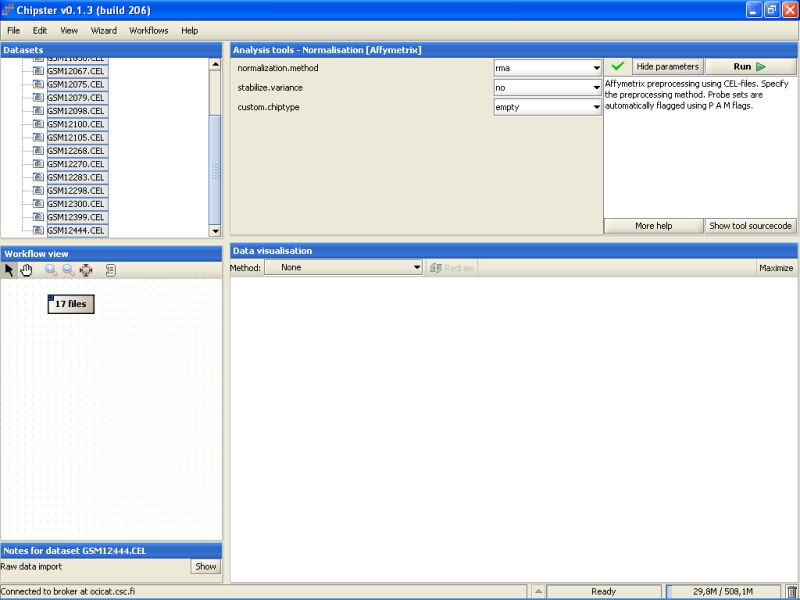 Chipster v0.1.3 (build 206)
File Edit View Wizard Workflows Help
Datasets
GSM12067.CEL
GSM12075.CEL
GSM12079.CEL
GSM12098.CEL
GSM12100.CEL
GSM12105.CEL
GSM12268.CEL
GSM12270.CEL
GSM12283.CEL
GSM12298.CEL
GSM12300.CEL
GSM12399.CEL
GSM12444.CEL
Analysis tools - Normalisation [Affymetrix]
normalization.method rma
stabilize.variance no
custom.chiptype empty
Hide parameters Run
Affymetrix preprocessing using CEL-files. Specify
the preprocessing method. Probe sets are
automatically flagged using P A M flags.
More help Show tool sourcecode
Workflow view
17 files
Data visualisation
Method: None Redraw Maximize
Notes for dataset GSM12444.CEL
Raw data import Show
Connected to broker at ocicat.csc.fi Ready 29,8M / 508,1M